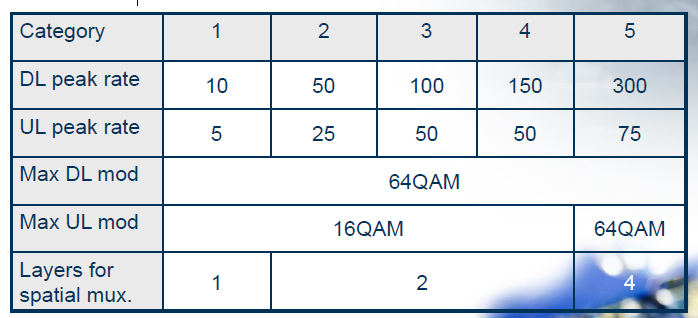 Category 1 2 3 4 5
DL peak rate 10 50 100 150 300
UL peak rate 5 25 50 50 75
Max DL mod 64QAM
Max UL mod 16QAM 64QAM
Layers for
spatial mux. 1 2 4